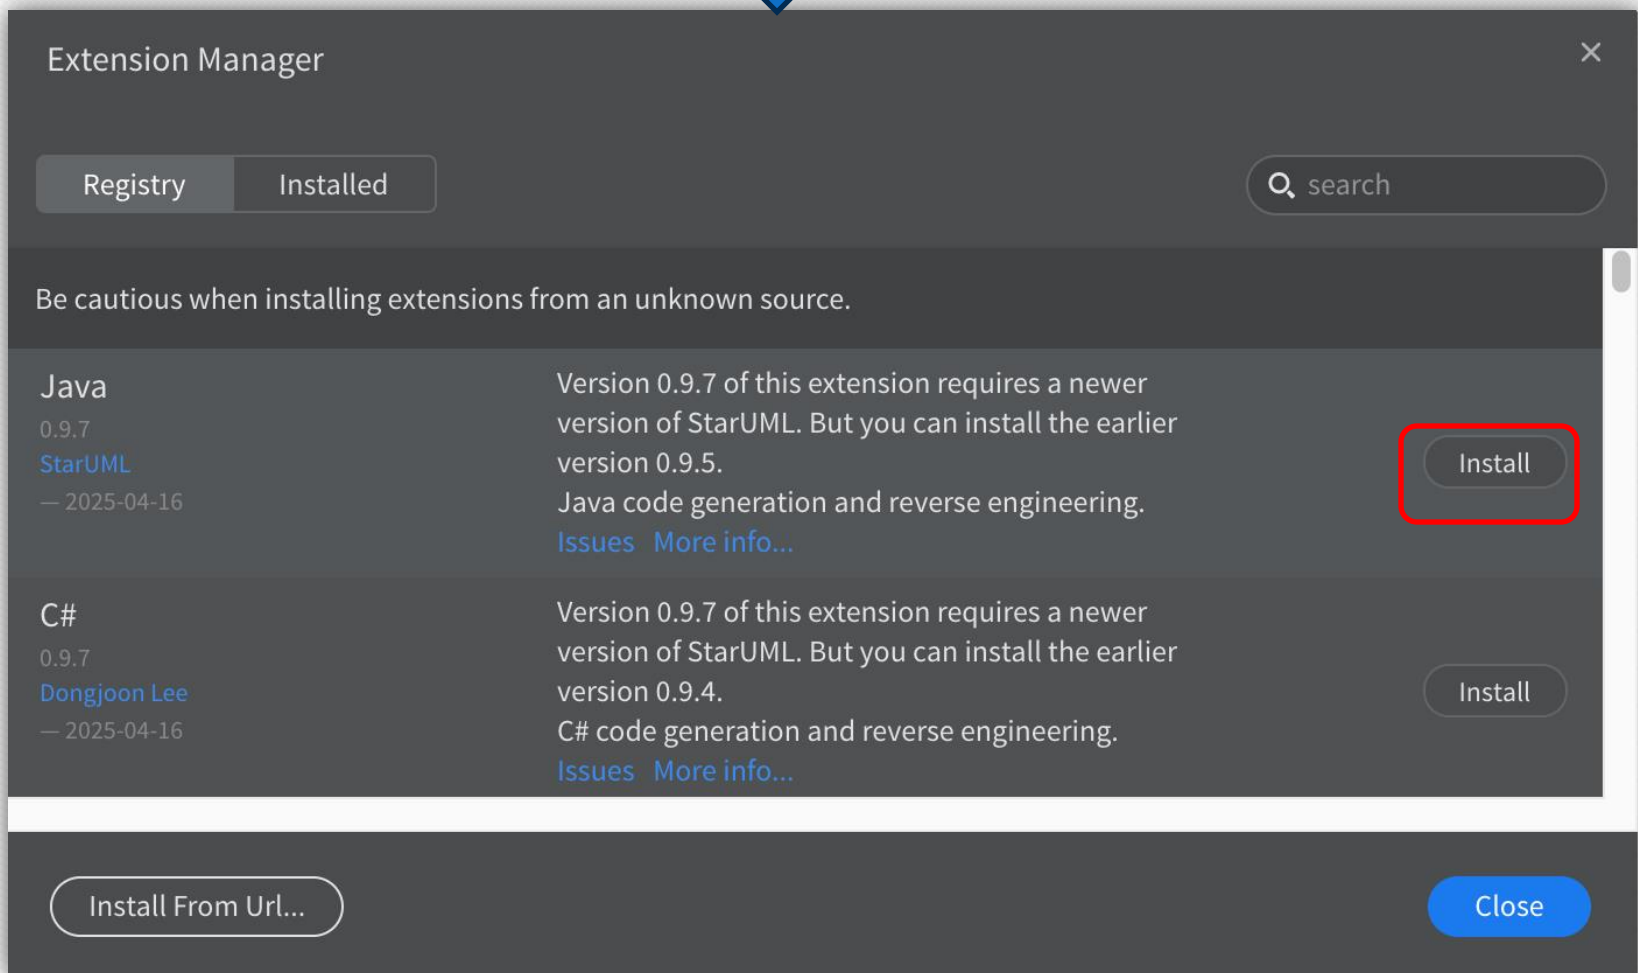 Extension Manager
Registry
Installed
search
Be cautious when installing extensions from an unknown source.
Java
0.9.7
StarUML
— 2025-04-16
Version 0.9.7 of this extension requires a newer
version of StarUML. But you can install the earlier
version 0.9.5.
Java code generation and reverse engineering.
Issues More info...
Install
C#
0.9.7
Dongjoon Lee
— 2025-04-16
Version 0.9.7 of this extension requires a newer
version of StarUML. But you can install the earlier
version 0.9.4.
C# code generation and reverse engineering.
Issues More info...
Install
Install From Url...
Close